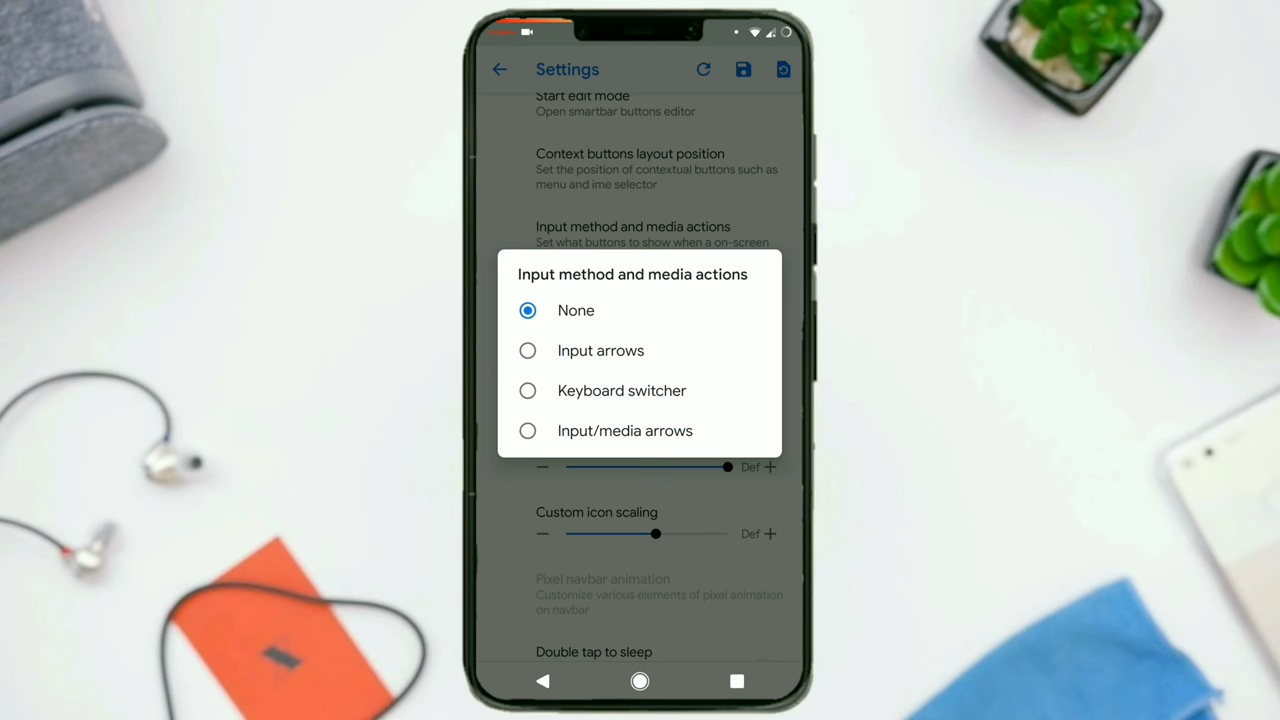 Settings
Start edit mode
Open smartbar buttons editor
Context buttons layout position
Set the position of contextual buttons such as
menu and ime selector
Input method and media actions
Set what buttons to show when a on-screen
Input method and media actions
None
Input arrows
Keyboard switcher
Input/media arrows
Def
Custom icon scaling
Def
Pixel navbar animation
Customize various elements of pixel animation
on navbar
Double tap to sleep